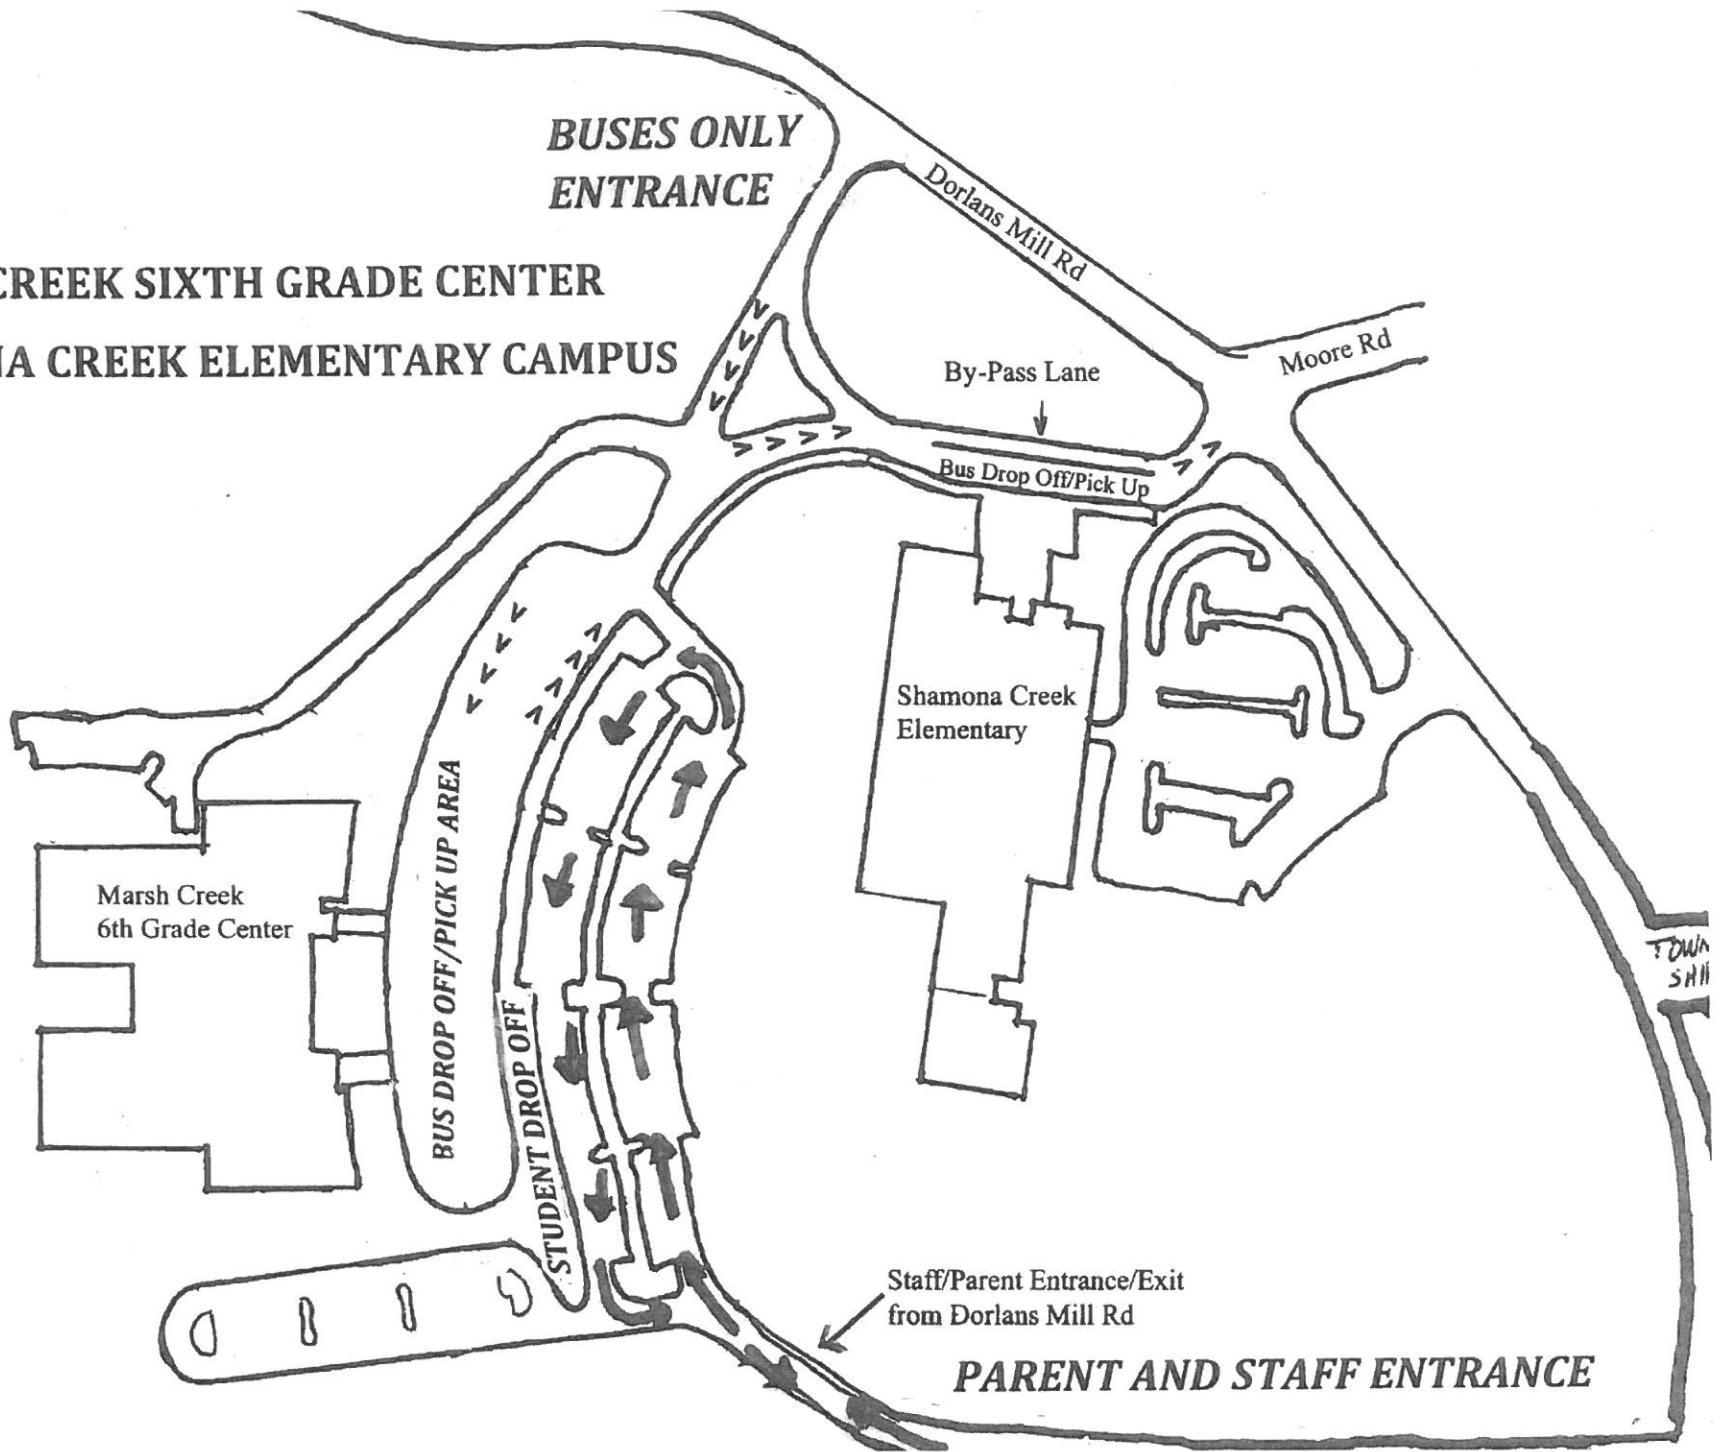 BUSES ONLY
ENTRANCE
CREEK SIXTH GRADE CENTER
NA CREEK ELEMENTARY CAMPUS
Dorlans Mill Rd
Moore Rd
By-Pass Lane
Bus Drop Off/Pick Up
Shamona Creek
Elementary
Marsh Creek
6th Grade Center
BUS DROP OFF/PICK UP AREA
STUDENT DROP OFF
TOWN
SHI
Staff/Parent Entrance/Exit
from Dorlans Mill Rd
PARENT AND STAFF ENTRANCE